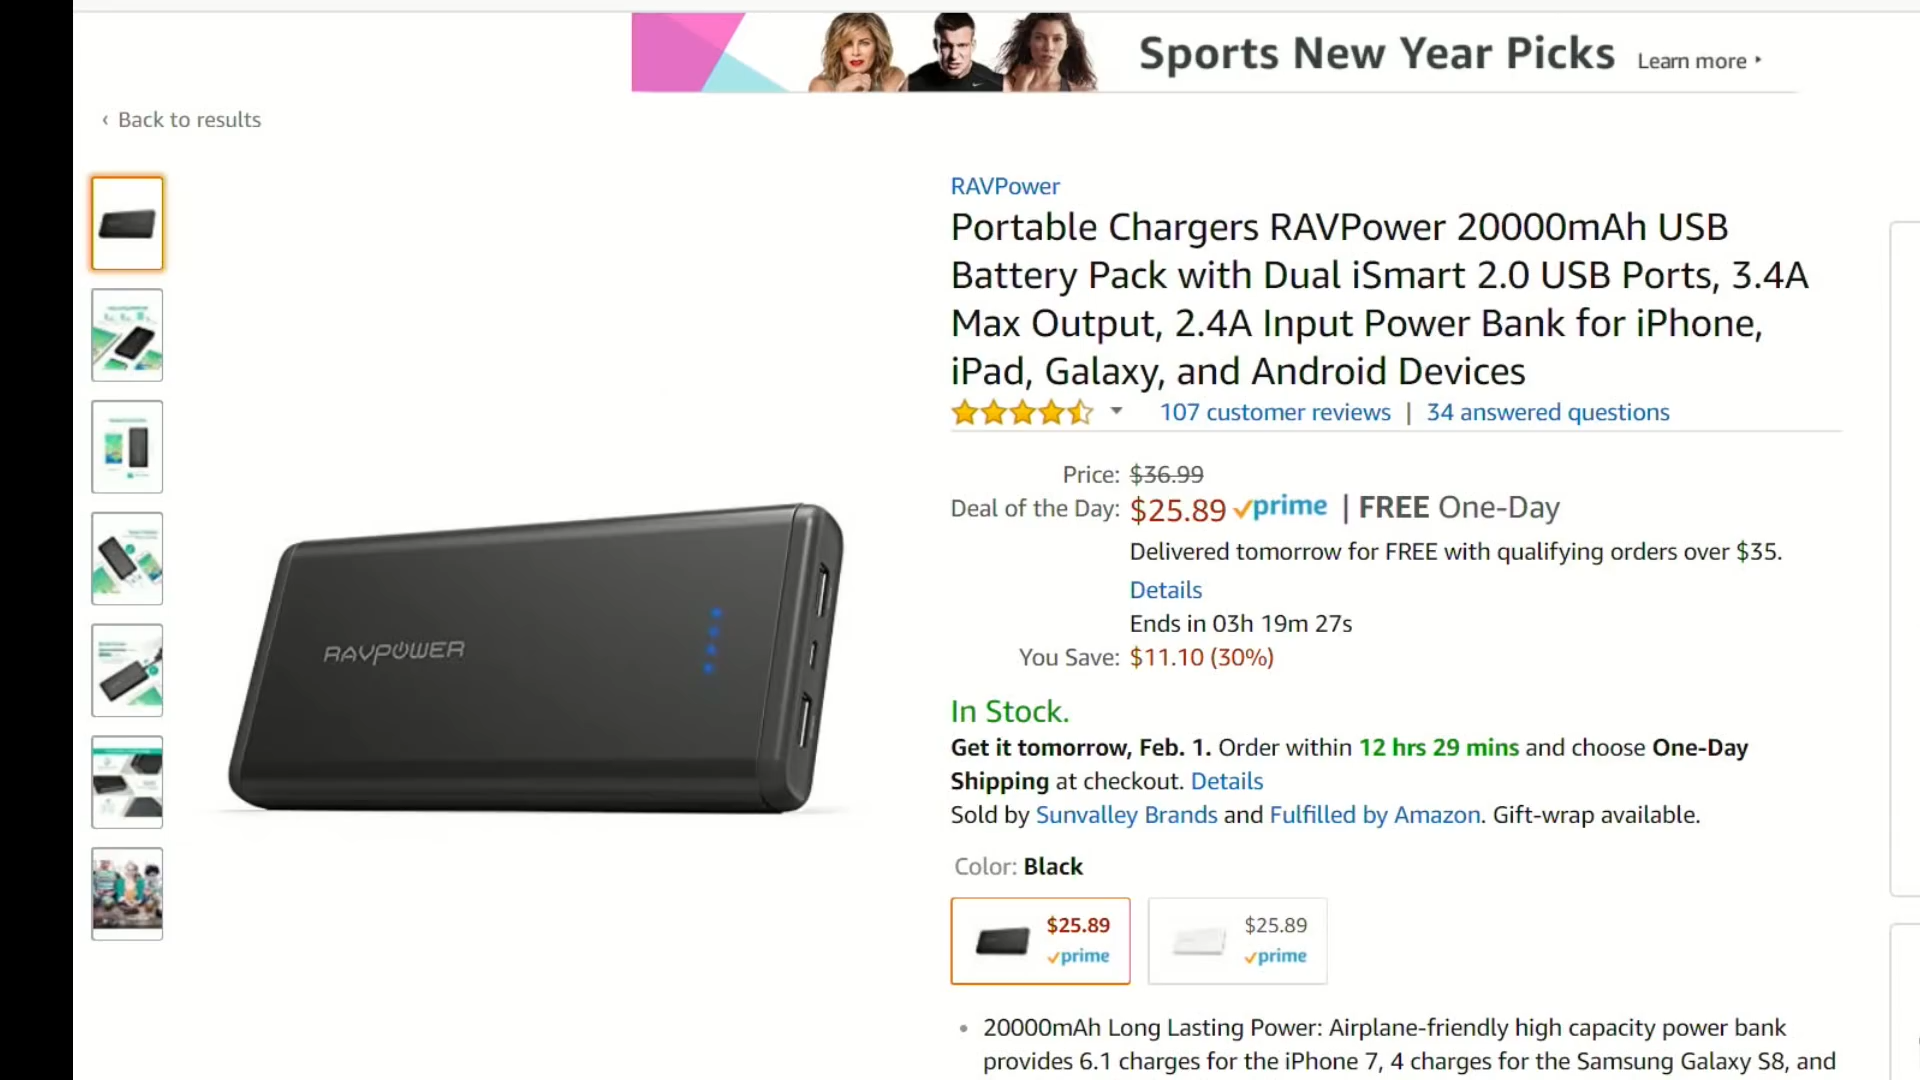 Sports New Year Picks Learn more ‣
‹ Back to results
RAVPower
Portable Chargers RAVPower 20000mAh USB
Battery Pack with Dual iSmart 2.0 USB Ports, 3.4A
Max Output, 2.4A Input Power Bank for iPhone,
iPad, Galaxy, and Android Devices
107 customer reviews | 34 answered questions
Price: $36.99
Deal of the Day: $25.89 prime | FREE One-Day
Delivered tomorrow for FREE with qualifying orders over $35.
Details
Ends in 03h 19m 27s
You Save: $11.10 (30%)
RAVPOWER
In Stock.
Get it tomorrow, Feb. 1. Order within 12 hrs 29 mins and choose One-Day
Shipping at checkout. Details
Sold by Sunvalley Brands and Fulfilled by Amazon. Gift-wrap available.
Color: Black
$25.89 $25.89
prime prime
• 20000mAh Long Lasting Power: Airplane-friendly high capacity power bank
provides 6.1 charges for the iPhone 7, 4 charges for the Samsung Galaxy S8, and